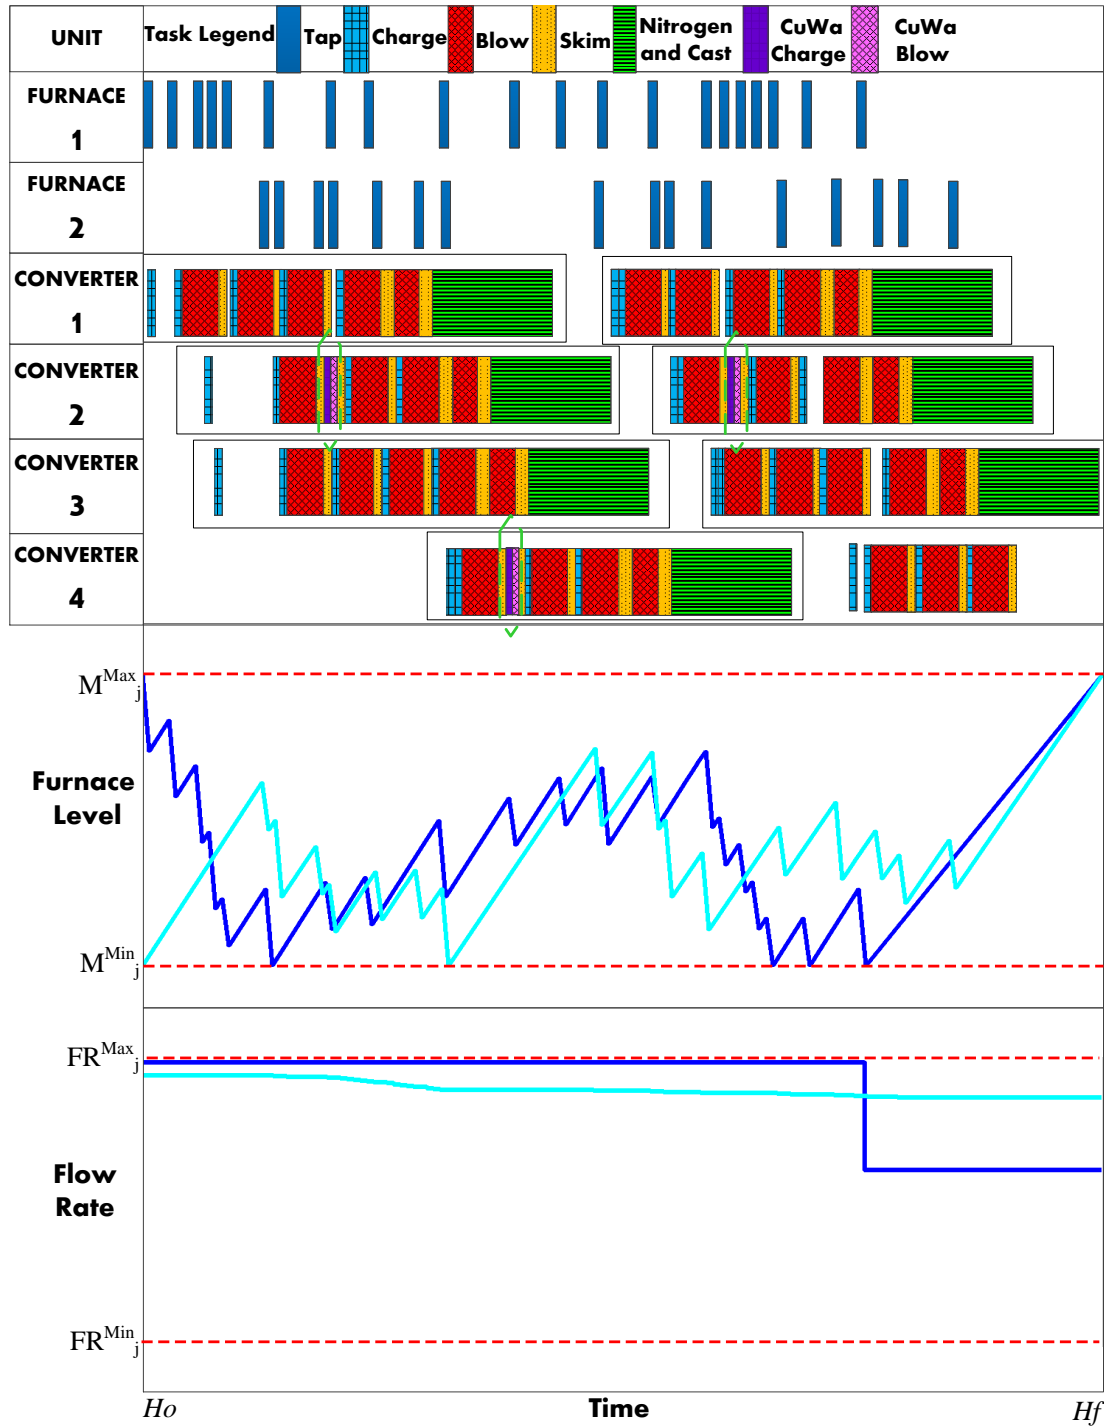 UNIT
Task Legend
Tap
Charge
Blow
Skim
Nitrogen
and Cast
CuWa
Charge
CuWa
Blow
FURNACE
1
FURNACE
2
CONVERTER
1
CONVERTER
2
CONVERTER
3
CONVERTER
4
M^Max_j
Furnace
Level
M^Min_j
FR^Max_j
Flow
Rate
FR^Min_j
Ho
Time
Hf